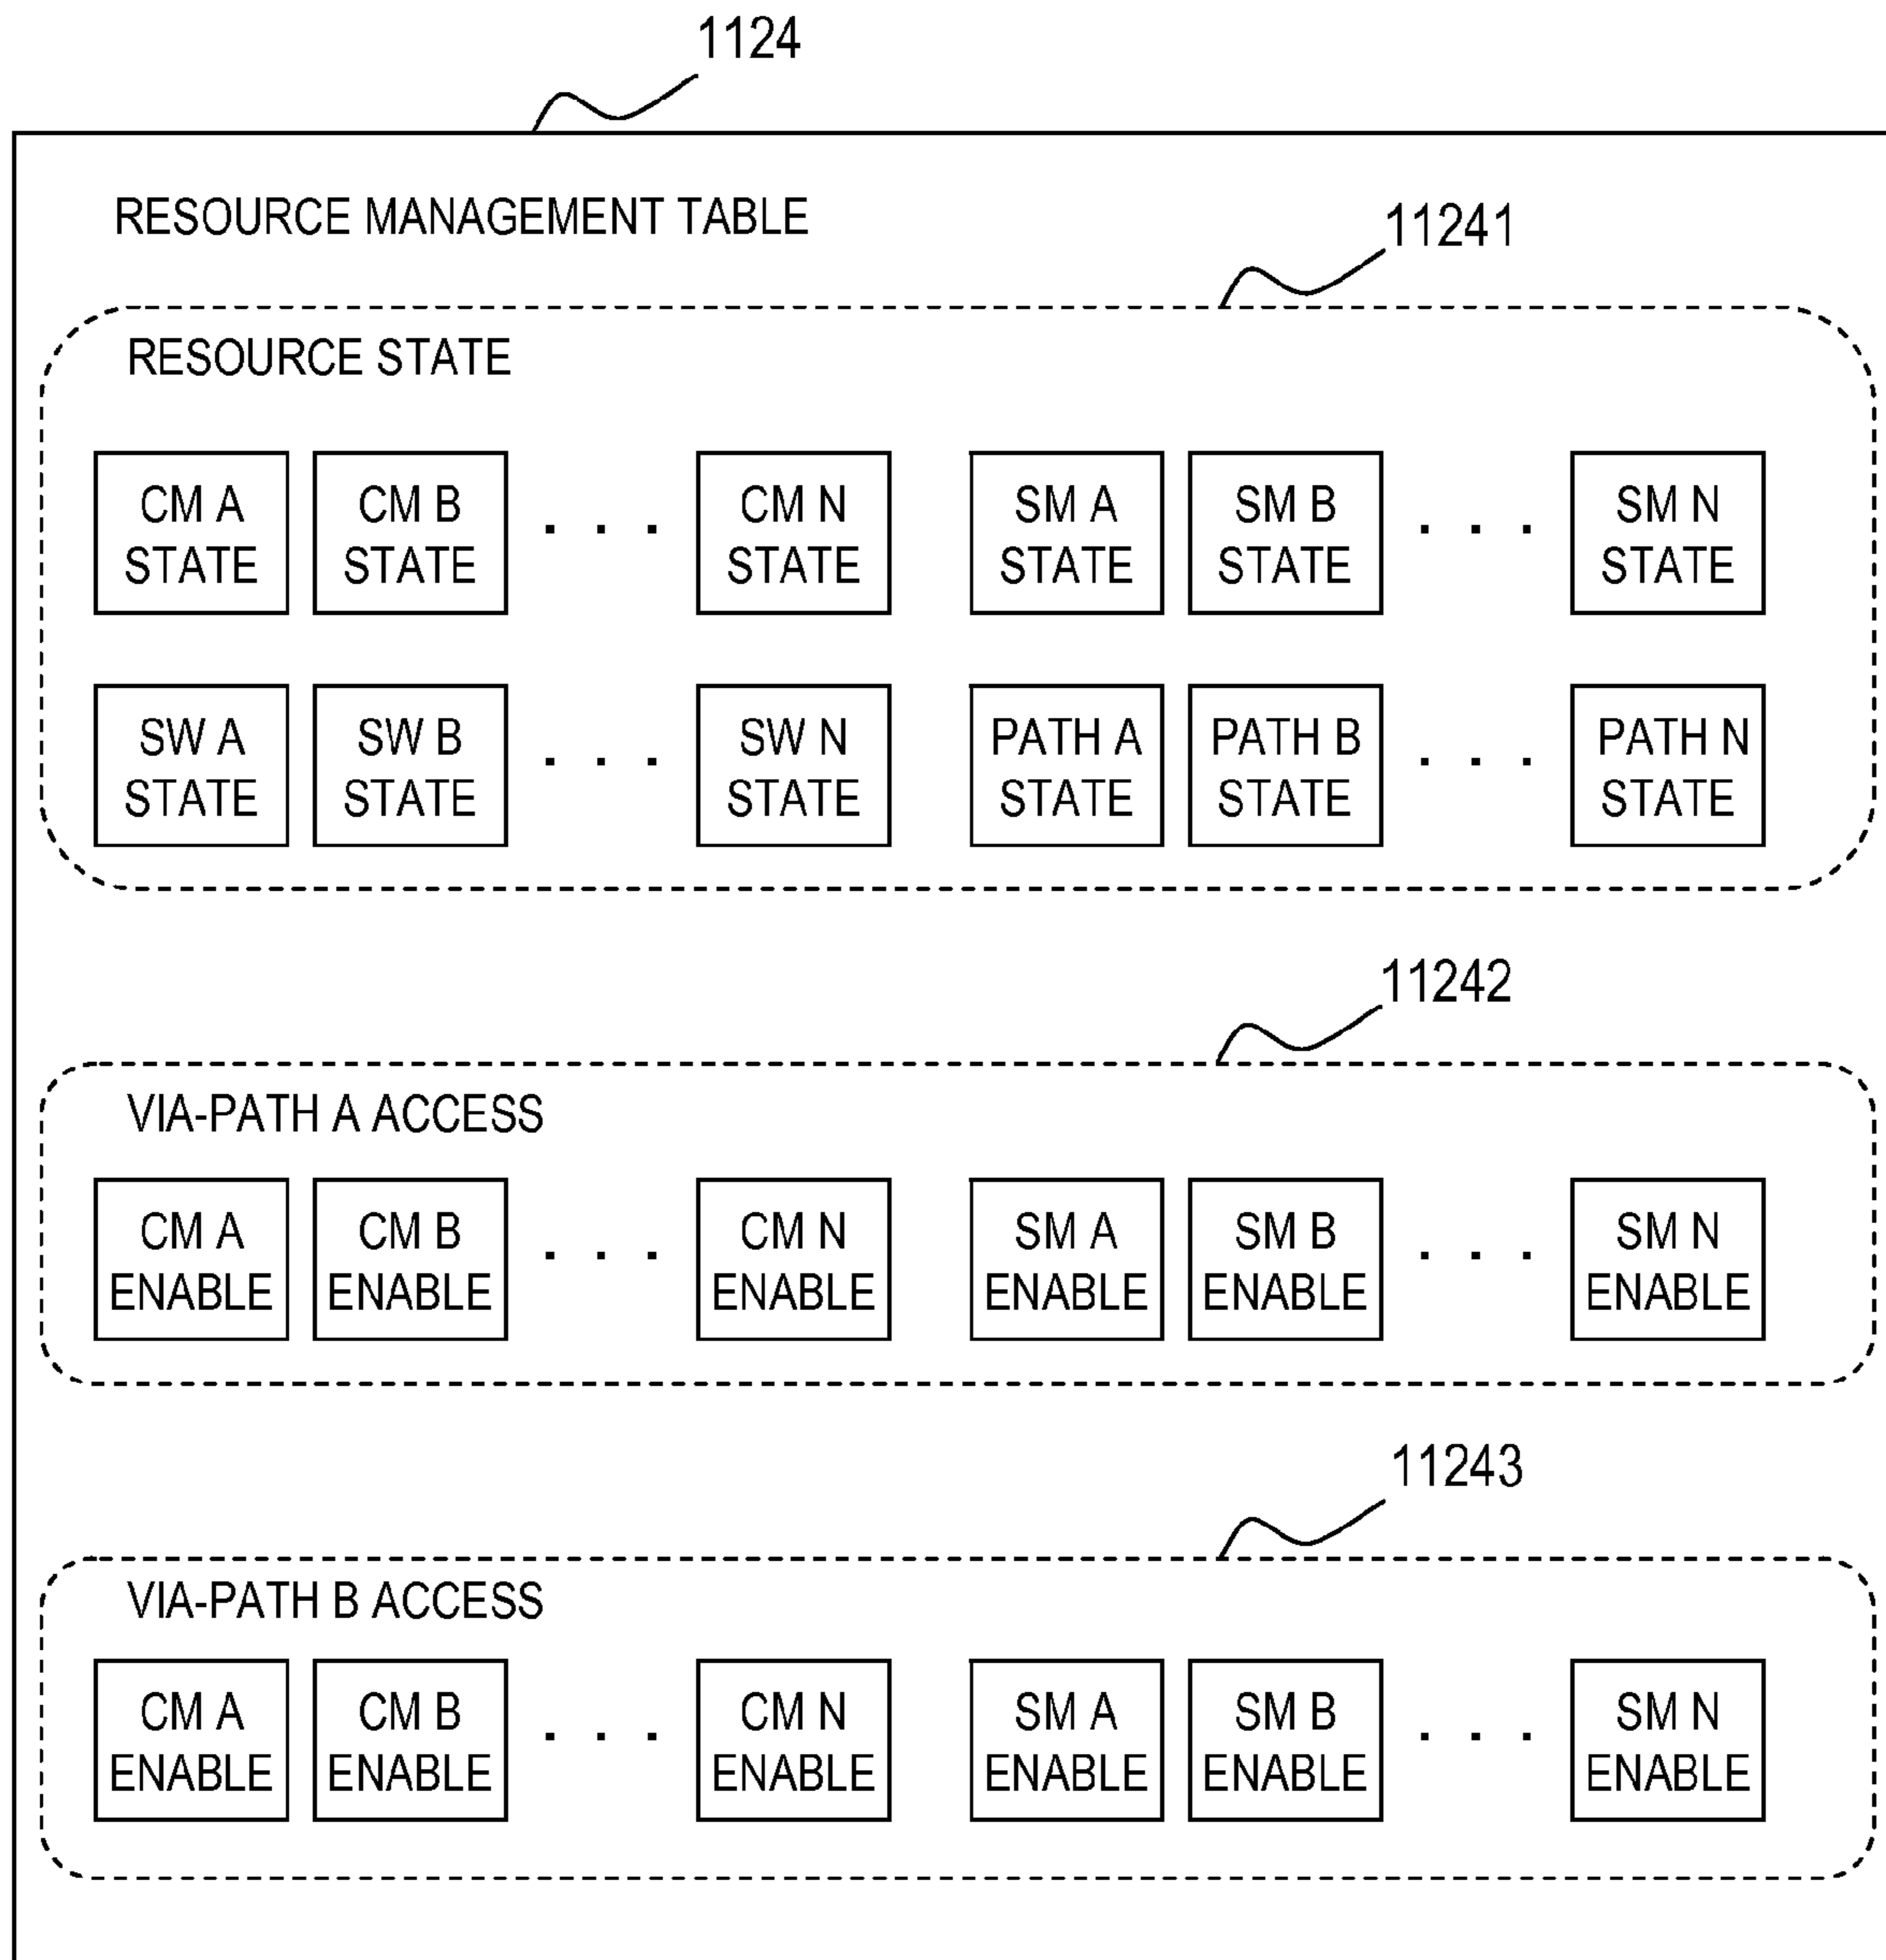 1124
RESOURCE MANAGEMENT TABLE
11241
RESOURCE STATE
CM A
STATE
CM B
STATE
. . .
CM N
STATE
SM A
STATE
SM B
STATE
. . .
SM N
STATE
SW A
STATE
SW B
STATE
. . .
SW N
STATE
PATH A
STATE
PATH B
STATE
. . .
PATH N
STATE
11242
VIA-PATH A ACCESS
CM A
ENABLE
CM B
ENABLE
. . .
CM N
ENABLE
SM A
ENABLE
SM B
ENABLE
. . .
SM N
ENABLE
11243
VIA-PATH B ACCESS
CM A
ENABLE
CM B
ENABLE
. . .
CM N
ENABLE
SM A
ENABLE
SM B
ENABLE
. . .
SM N
ENABLE